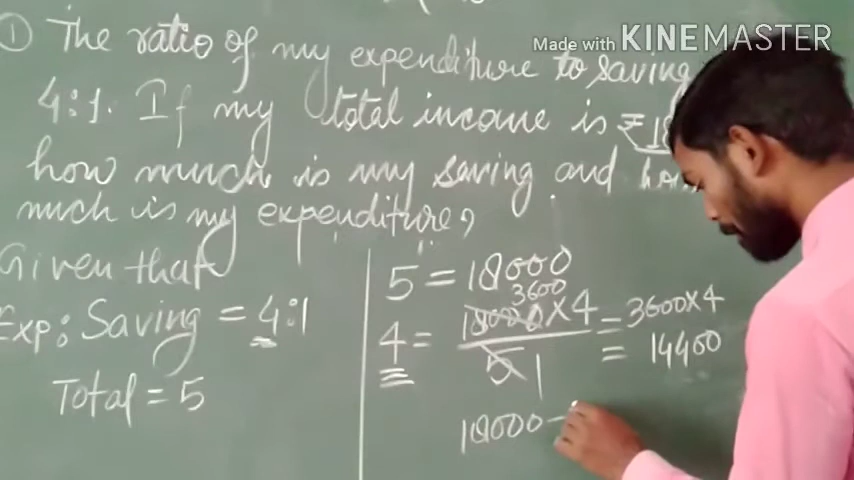 Made with KINEMASTER
① The ratio of my expenditure to saving
4:1. If my total income is ₹18
how much is my saving and how
much is my expenditure?
Given that
Exp: Saving = 4:1
Total = 5
5 = 18000
3600
4 = 18000 × 4 = 3600×4
5 1 = 14400
18000 -